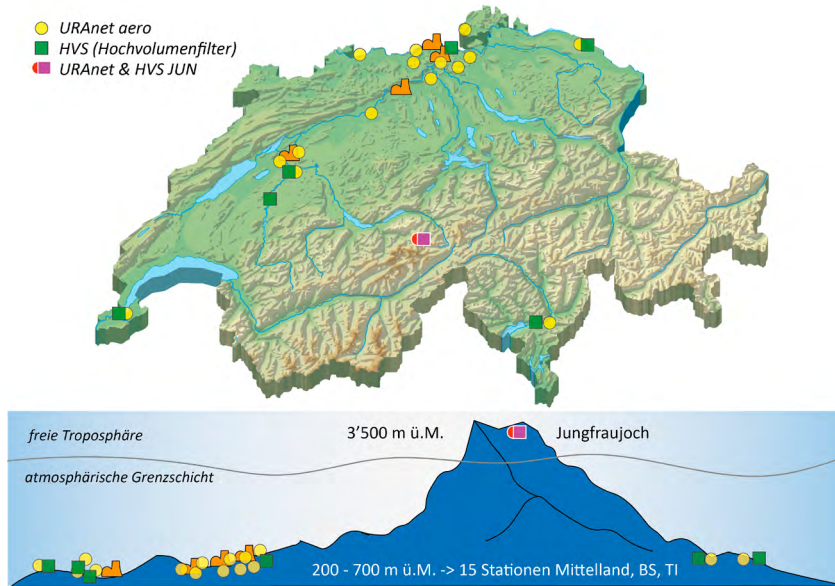 URAnet aero
HVS (Hochvolumenfilter)
URAnet & HVS JUN
freie Troposphäre
3’500 m ü.M.
Jungfraujoch
atmosphärische Grenzschicht
200 - 700 m ü.M. -> 15 Stationen Mittelland, BS, TI